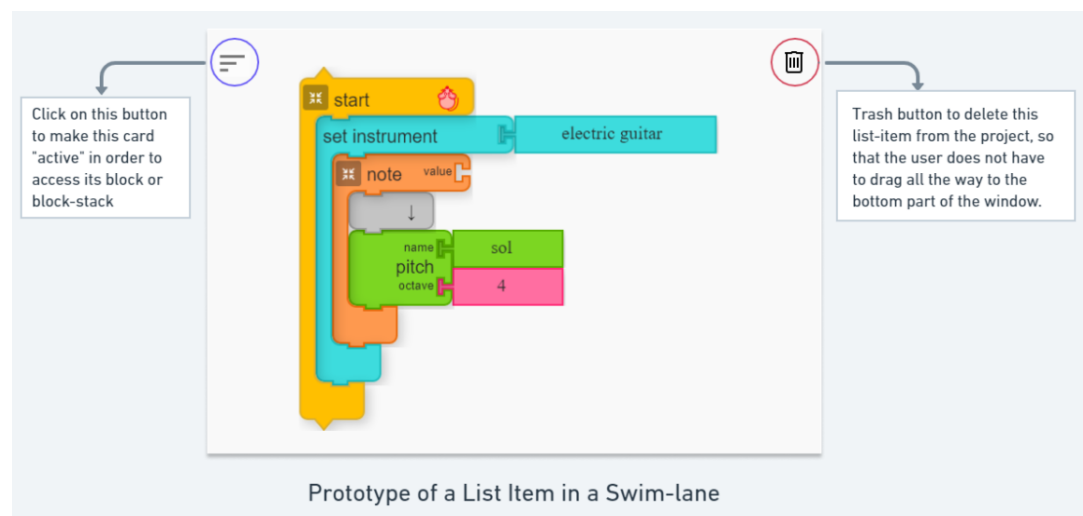 Click on this button
to make this card
"active" in order to
access its block or
block-stack
start
set instrument
electric guitar
note
value
↓
name
sol
pitch
octave
4
Trash button to delete this
list-item from the project, so
that the user does not have
to drag all the way to the
bottom part of the window.
Prototype of a List Item in a Swim-lane